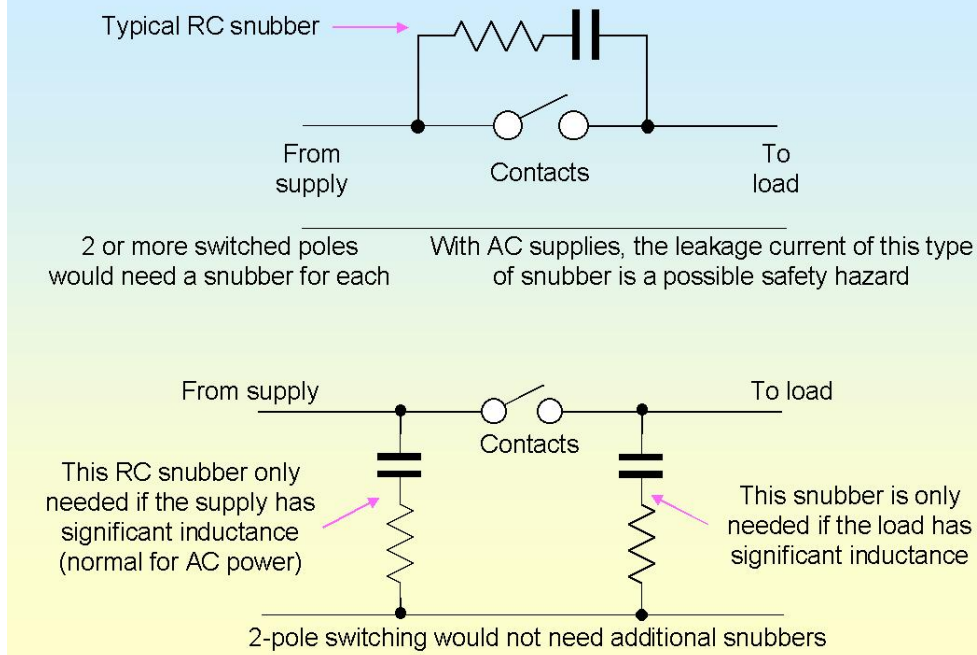 Typical RC snubber
From
supply
Contacts
To
load
2 or more switched poles
would need a snubber for each
With AC supplies, the leakage current of this type
of snubber is a possible safety hazard
From supply
To load
Contacts
This RC snubber only
needed if the supply has
significant inductance
(normal for AC power)
This snubber is only
needed if the load has
significant inductance
2-pole switching would not need additional snubbers